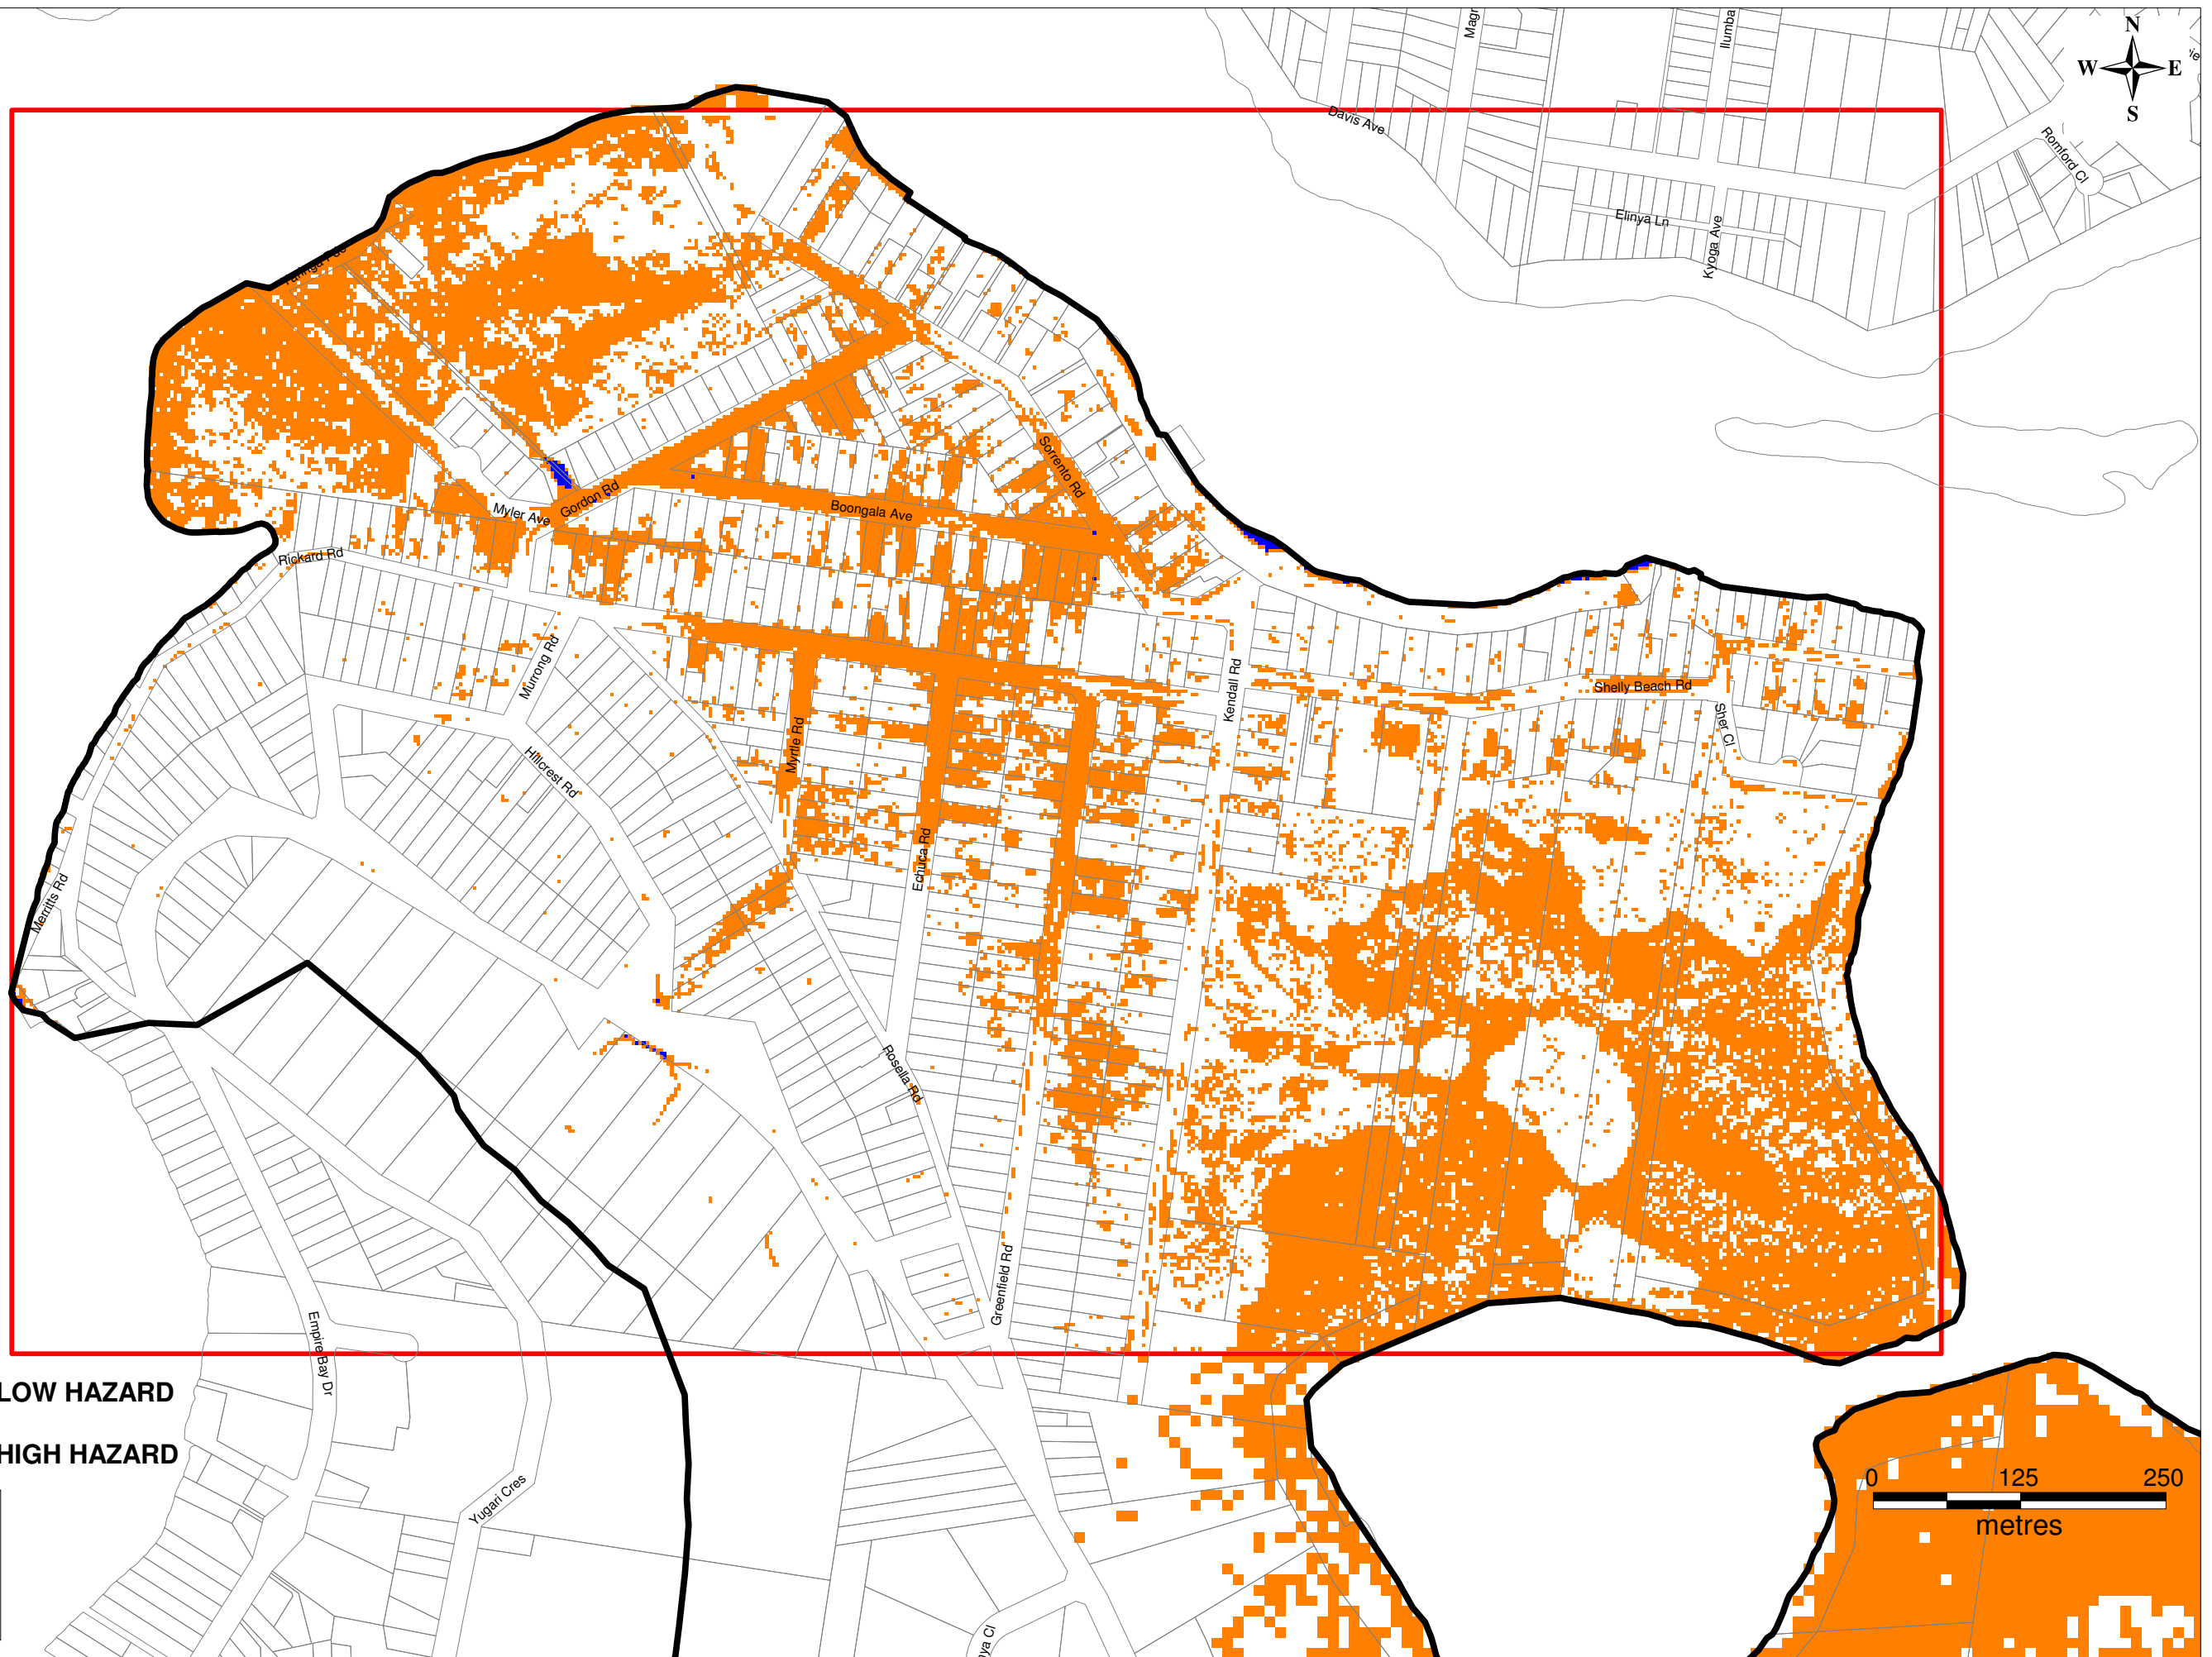 N
W E
S
Ilumba
Davis Ave
Romford Cl
Elinya Ln
Kyoga Ave
Sorrento Rd
Gordon Rd
Myler Ave
Boongala Ave
Rickard Rd
Murrong Rd
Kendall Rd
Shelly Beach Rd
Sher Cl
Myrtle Rd
Hillcrest Rd
Echuca Rd
Merritts Rd
Rosella Rd
Greenfield Rd
Empire Bay Dr
LOW HAZARD
HIGH HAZARD
Yugari Cres
0 125 250
metres